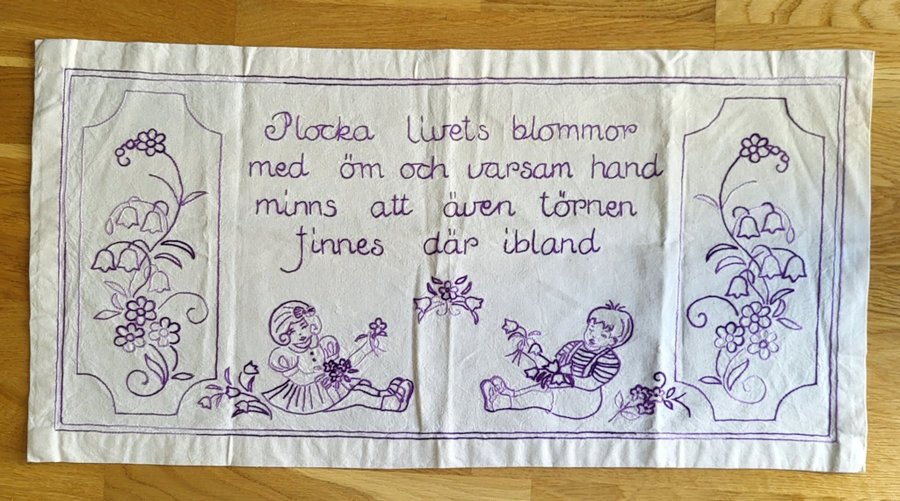 Plocka livets blommor
med öm och varsam hand
minns att även törnen
finnes där ibland